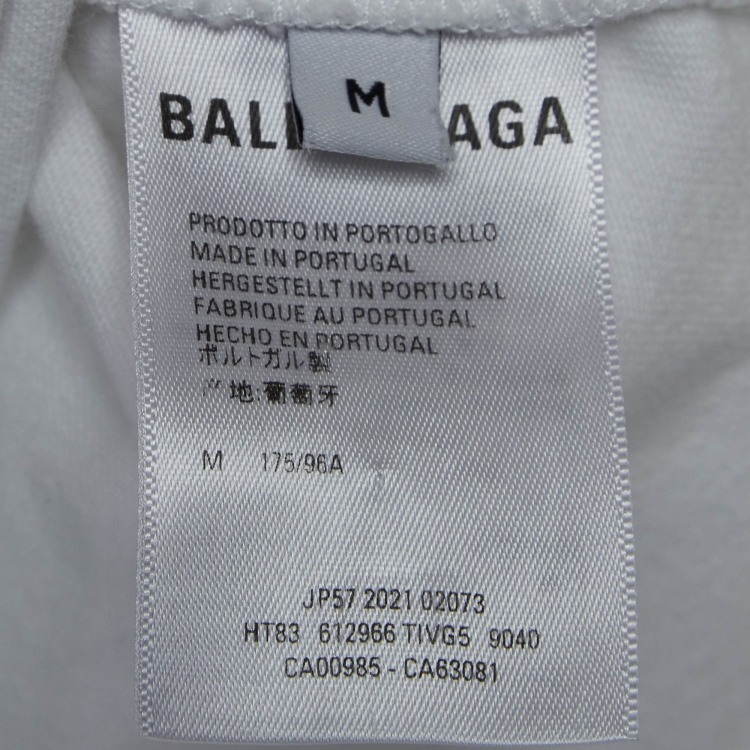 M
BAL AGA
PRODOTTO IN PORTOGALLO
MADE IN PORTUGAL
HERGESTELLT IN PORTUGAL
FABRIQUE AU PORTUGAL
HECHO EN PORTUGAL
ポルトガル製
产地:葡萄牙
M 175/96A
JP57 2021 02073
HT83 612966 TIVG5 9040
CA00985 - CA63081